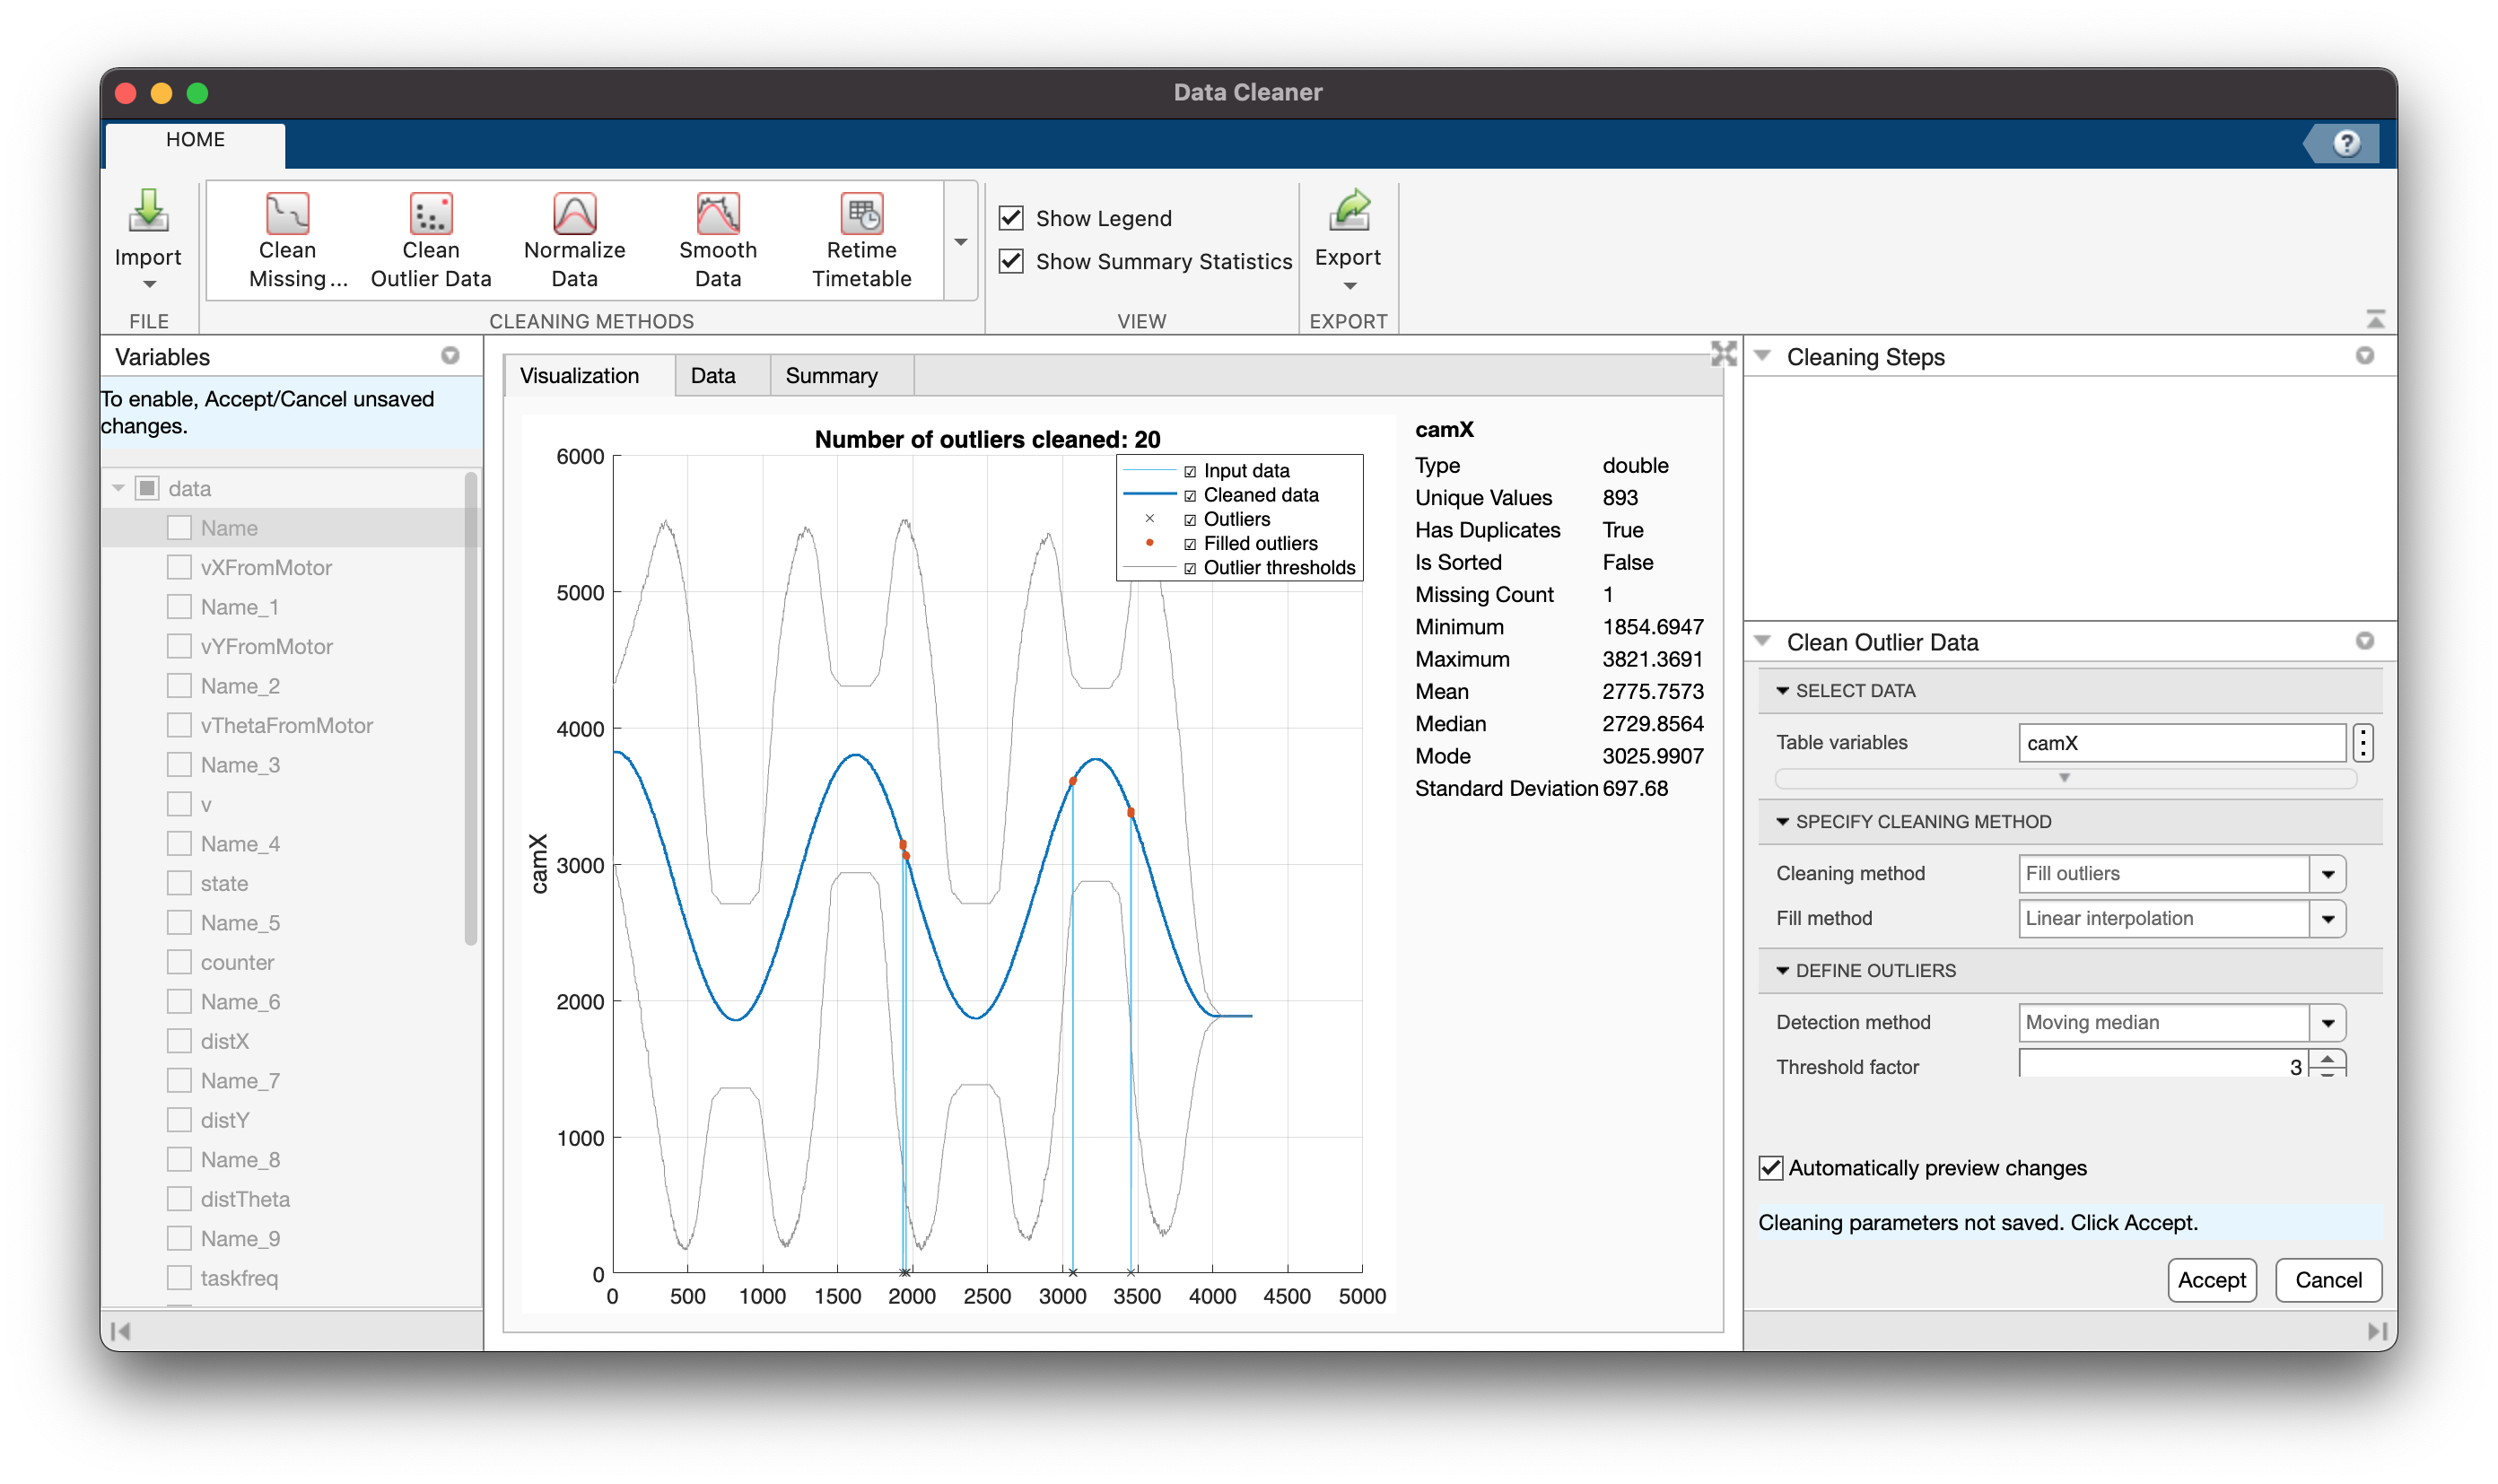 Data Cleaner
HOME
?
Import
Clean
Missing ...
Clean
Outlier Data
Normalize
Data
Smooth
Data
Retime
Timetable
Show Legend
Show Summary Statistics
Export
FILE
CLEANING METHODS
VIEW
EXPORT
Variables
To enable, Accept/Cancel unsaved
changes.
data
Name
vXFromMotor
Name_1
vYFromMotor
Name_2
vThetaFromMotor
Name_3
v
Name_4
state
Name_5
counter
Name_6
distX
Name_7
distY
Name_8
distTheta
Name_9
taskfreq
Visualization
Data
Summary
Number of outliers cleaned: 20
Input data
Cleaned data
Outliers
Filled outliers
Outlier thresholds
camX
6000
5000
4000
3000
2000
1000
0
0 500 1000 1500 2000 2500 3000 3500 4000 4500 5000
camX
Type double
Unique Values 893
Has Duplicates True
Is Sorted False
Missing Count 1
Minimum 1854.6947
Maximum 3821.3691
Mean 2775.7573
Median 2729.8564
Mode 3025.9907
Standard Deviation 697.68
Cleaning Steps
Clean Outlier Data
SELECT DATA
Table variables camX
SPECIFY CLEANING METHOD
Cleaning method Fill outliers
Fill method Linear interpolation
DEFINE OUTLIERS
Detection method Moving median
Threshold factor 3
Automatically preview changes
Cleaning parameters not saved. Click Accept.
Accept
Cancel